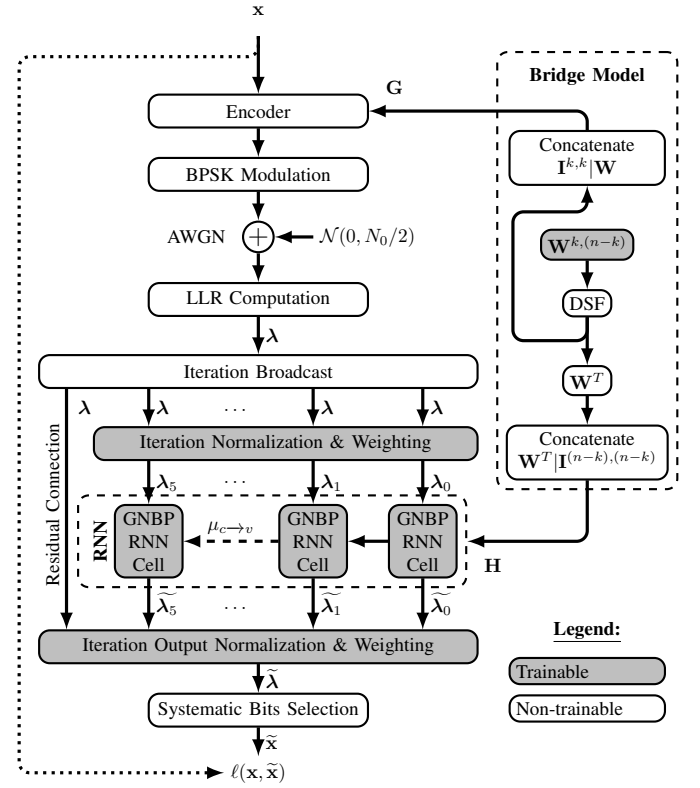 x
Bridge Model
G
Encoder
Concatenate
I^{k,k}|W
BPSK Modulation
AWGN
+
𝒩(0, N_0/2)
W^{k,(n−k)}
LLR Computation
DSF
λ
Iteration Broadcast
W^T
λ λ ... λ λ
Iteration Normalization & Weighting
Concatenate
W^T|I^{(n−k),(n−k)}
Residual Connection
λ_5 ... λ_1 λ_0
RNN
GNBP
RNN
Cell
μ_{c→v}
GNBP
RNN
Cell
GNBP
RNN
Cell
H
λ̃_5 ... λ̃_1 λ̃_0
Iteration Output Normalization & Weighting
Legend:
λ̃
Trainable
Systematic Bits Selection
Non-trainable
x̃
ℓ(x, x̃)